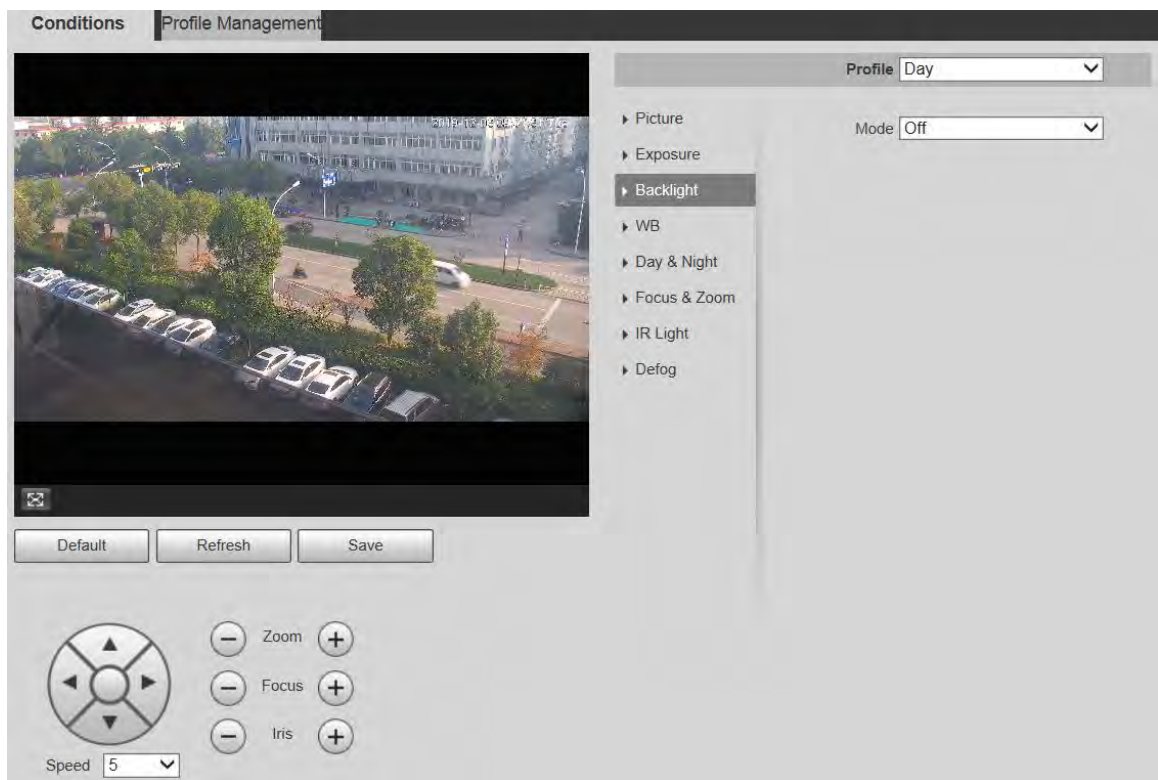 Conditions
Profile Management
Profile Day
Picture
Mode Off
Exposure
Backlight
WB
Day & Night
Focus & Zoom
IR Light
Defog
Default
Refresh
Save
Zoom
Focus
Iris
Speed 5